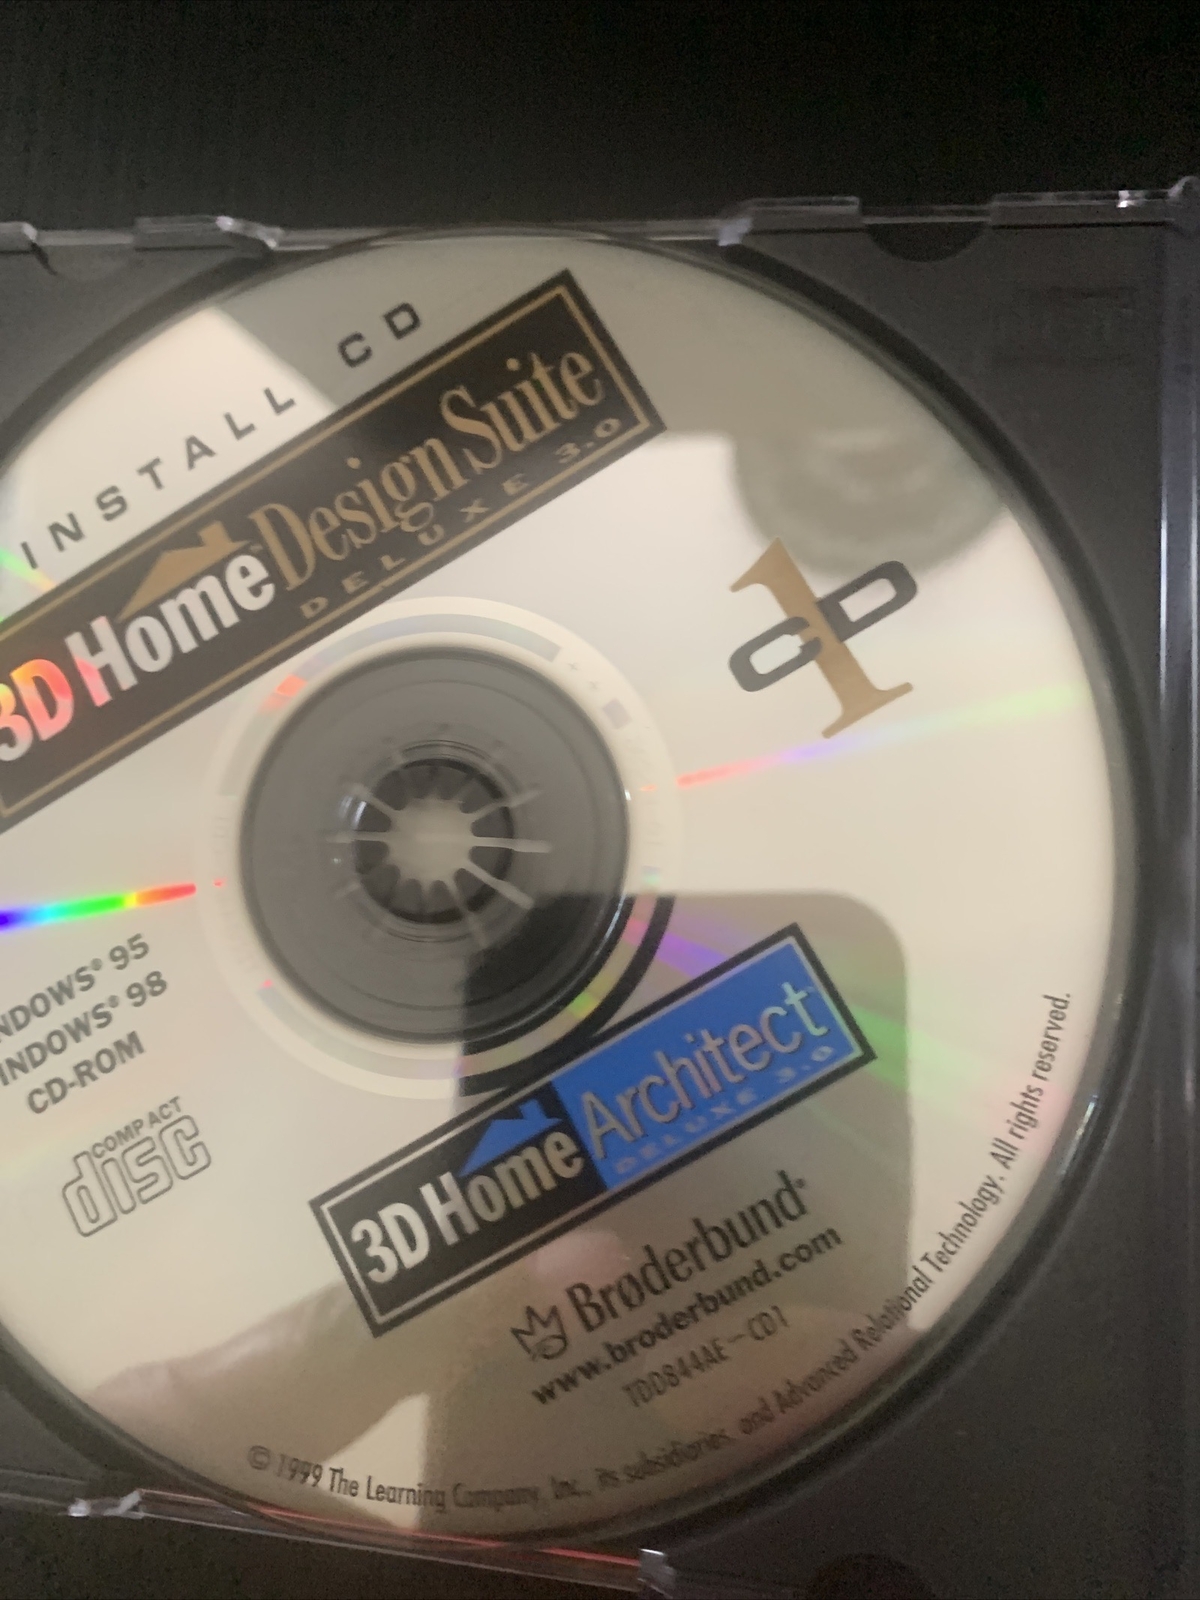 INSTALL CD
3D Home Design Suite
DELUXE 3.0
CD 1
NDOWS® 95
INDOWS® 98
CD-ROM
COMPACT
disc
3D Home Architect™
DELUXE 3.0
Brøderbund®
www.broderbund.com
TDD844AE-CD1
© 1999 The Learning Company, Inc., its subsidiaries, and Advanced Relational Technology. All rights reserved.